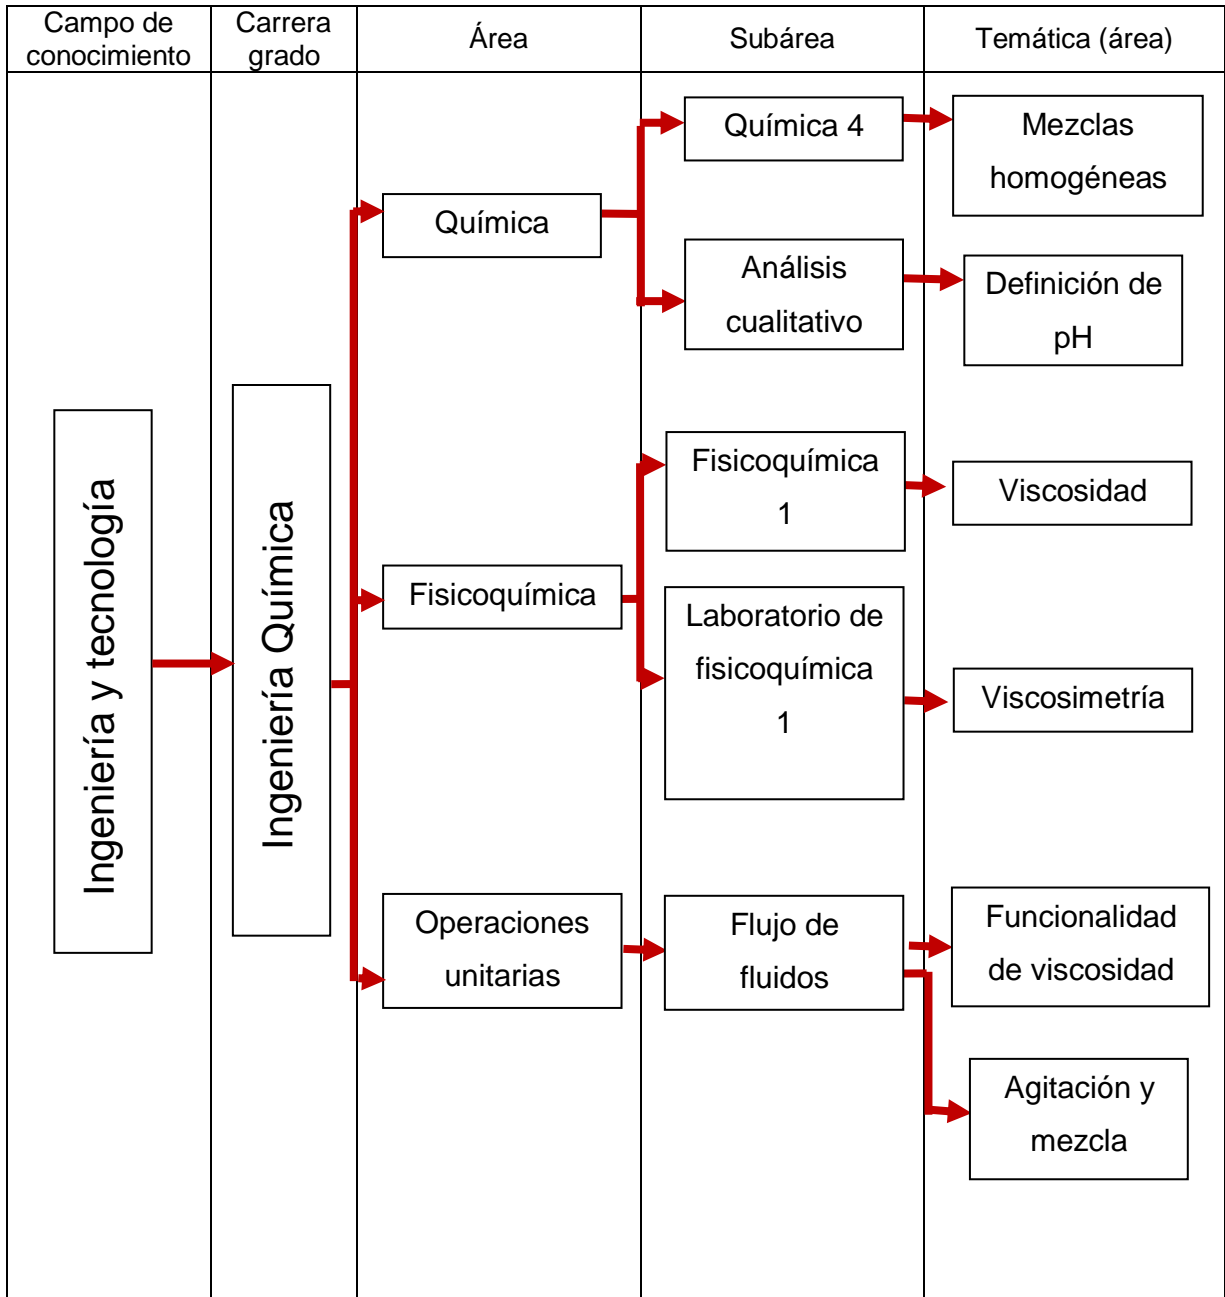 Campo de
conocimiento
Carrera
grado
Área
Subárea
Temática (área)
Ingeniería y tecnología
Ingeniería Química
Química
Química 4
Mezclas
homogéneas
Análisis
cualitativo
Definición de
pH
Fisicoquímica
Fisicoquímica
1
Viscosidad
Laboratorio de
fisicoquímica
1
Viscosimetría
Operaciones
unitarias
Flujo de
fluidos
Funcionalidad
de viscosidad
Agitación y
mezcla